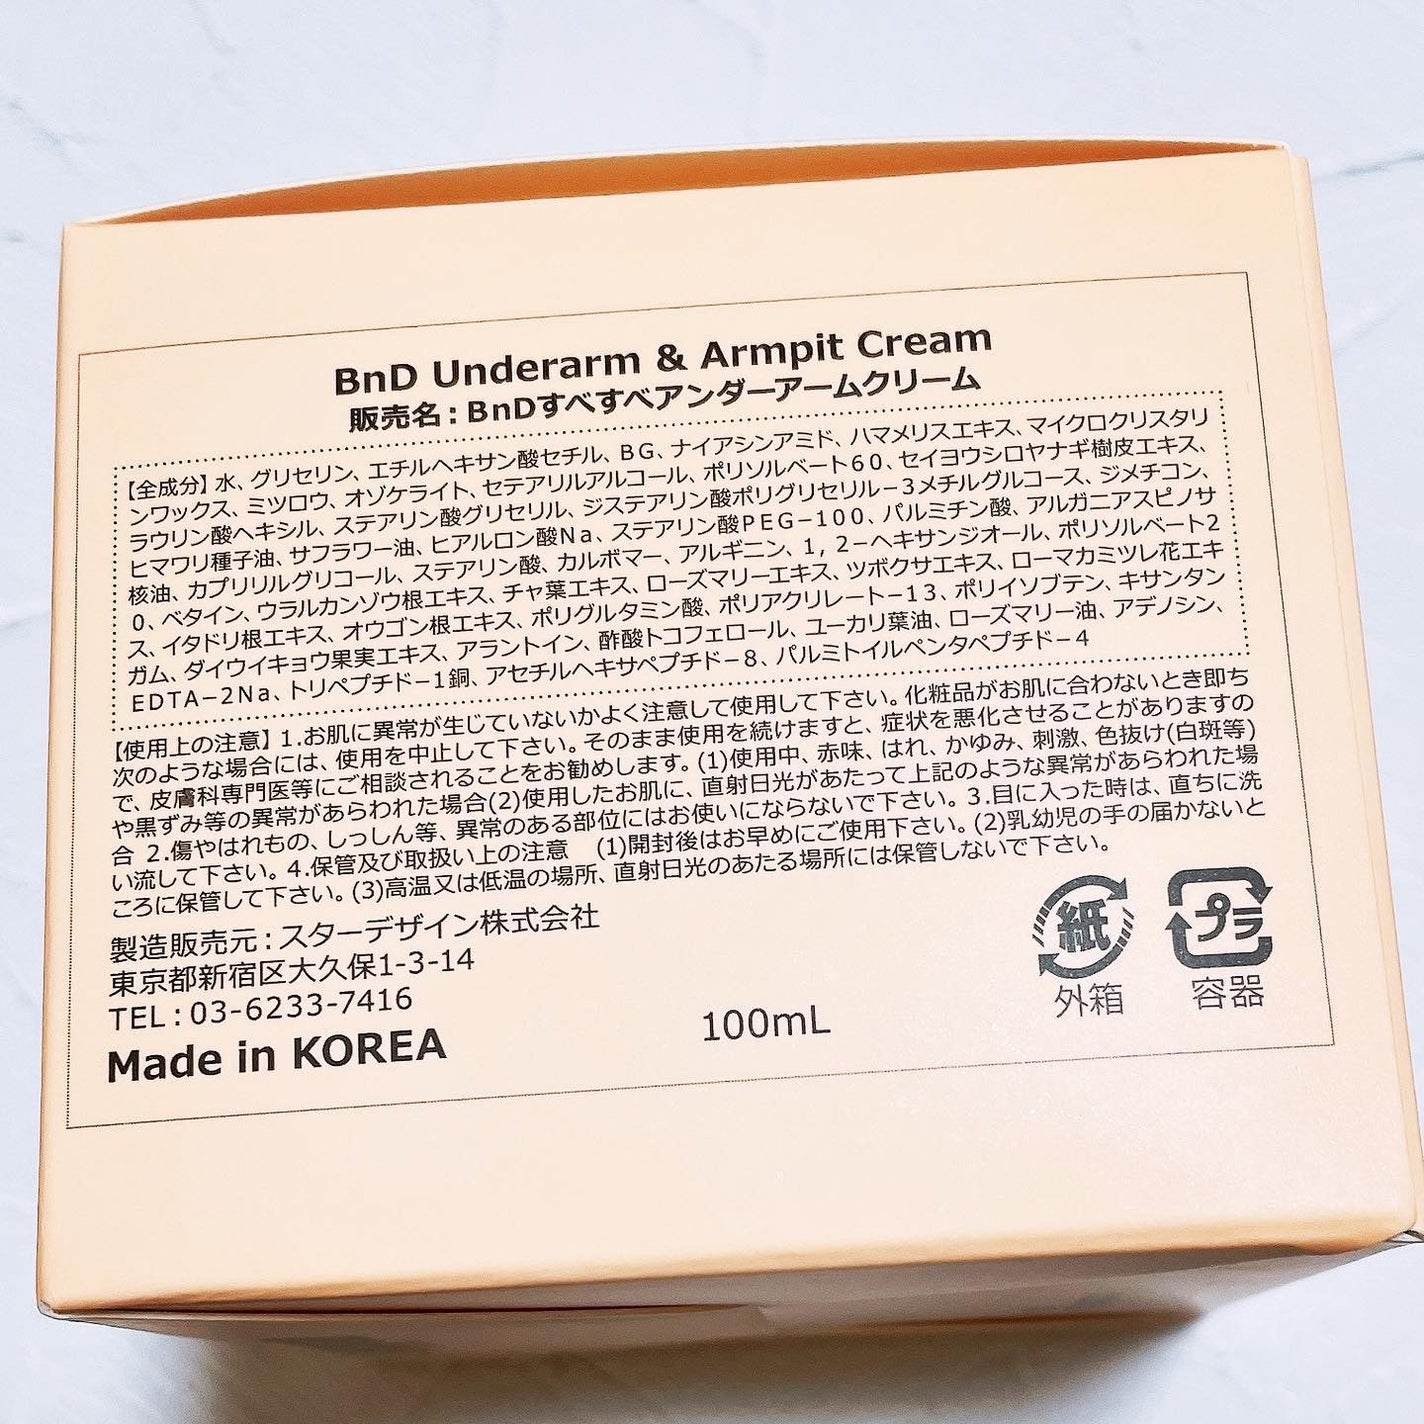 BnD Underarm & Armpit Cream
販売名：BnDすべすべアンダーアームクリーム
【全成分】水、グリセリン、エチルヘキサン酸セチル、BG、ナイアシンアミド、ハマメリスエキス、マイクロクリスタリ
ンワックス、ミツロウ、オゾケライト、セテアリルアルコール、ポリソルベート60、セイヨウシロヤナギ樹皮エキス、
ラウリン酸ヘキシル、ステアリン酸グリセリル、ジステアリン酸ポリグリセリル－3メチルグルコース、ジメチコン、
ヒマワリ種子油、サフラワー油、ヒアルロン酸Na、ステアリン酸PEG－100、パルミチン酸、アルガニアスピノサ
核油、カプリリルグリコール、ステアリン酸、カルボマー、アルギニン、1，2－ヘキサンジオール、ポリソルベート2
0、ベタイン、ウラルカンゾウ根エキス、チャ葉エキス、ローズマリーエキス、ツボクサエキス、ローマカミツレ花エキ
ス、イタドリ根エキス、オウゴン根エキス、ポリグルタミン酸、ポリアクリレート－13、ポリイソブテン、キサンタン
ガム、ダイウイキョウ果実エキス、アラントイン、酢酸トコフェロール、ユーカリ葉油、ローズマリー油、アデノシン、
EDTA－2Na、トリペプチド－1銅、アセチルヘキサペプチド－8、パルミトイルペンタペプチド－4
【使用上の注意】1.お肌に異常が生じていないかよく注意して使用して下さい。化粧品がお肌に合わないとき即ち
次のような場合には、使用を中止して下さい。そのまま使用を続けますと、症状を悪化させることがありますの
で、皮膚科専門医等にご相談されることをお勧めします。(1)使用中、赤味、はれ、かゆみ、刺激、色抜け(白斑等)
や黒ずみ等の異常があらわれた場合(2)使用したお肌に、直射日光があたって上記のような異常があらわれた場
合 2.傷やはれもの、しっしん等、異常のある部位にはお使いにならないで下さい。3.目に入った時は、直ちに洗
い流して下さい。4.保管及び取扱い上の注意 (1)開封後はお早めにご使用下さい。(2)乳幼児の手の届かないと
ころに保管して下さい。(3)高温又は低温の場所、直射日光のあたる場所には保管しないで下さい。
製造販売元：スターデザイン株式会社
東京都新宿区大久保1-3-14
TEL：03-6233-7416
Made in KOREA
100mL
紙
外箱
プラ
容器